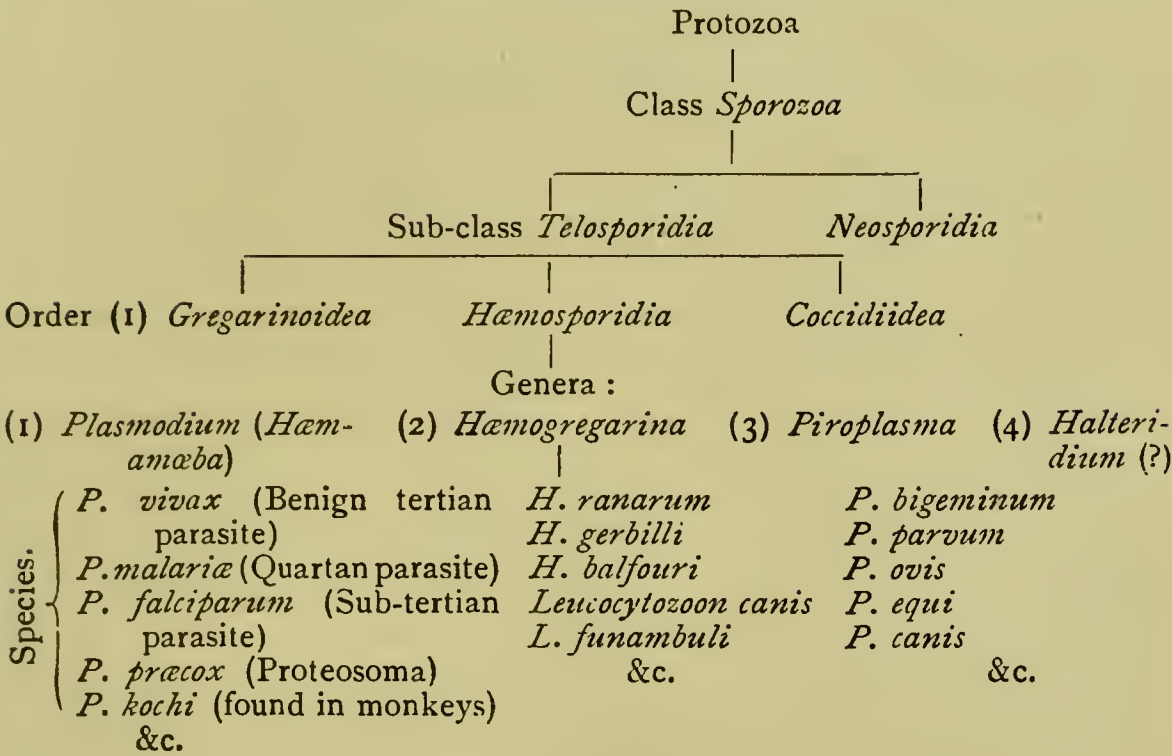 Protozoa
Class Sporozoa
Sub-class Telosporidia Neosporidia
Order (1) Gregarinoidea Hæmosporidia Coccidiidea
Genera :
(1) Plasmodium (Hæm- (2) Hæmogregarina (3) Piroplasma (4) Halteri-
amœba) dium (?)
Species.
P. vivax (Benign tertian H. ranarum P. bigeminum
parasite) H. gerbilli P. parvum
P. malariæ (Quartan parasite) H. balfouri P. ovis
P. falciparum (Sub-tertian Leucocytozoon canis P. equi
parasite) L. funambuli P. canis
P. præcox (Proteosoma) &c. &c.
P. kochi (found in monkeys)
&c.